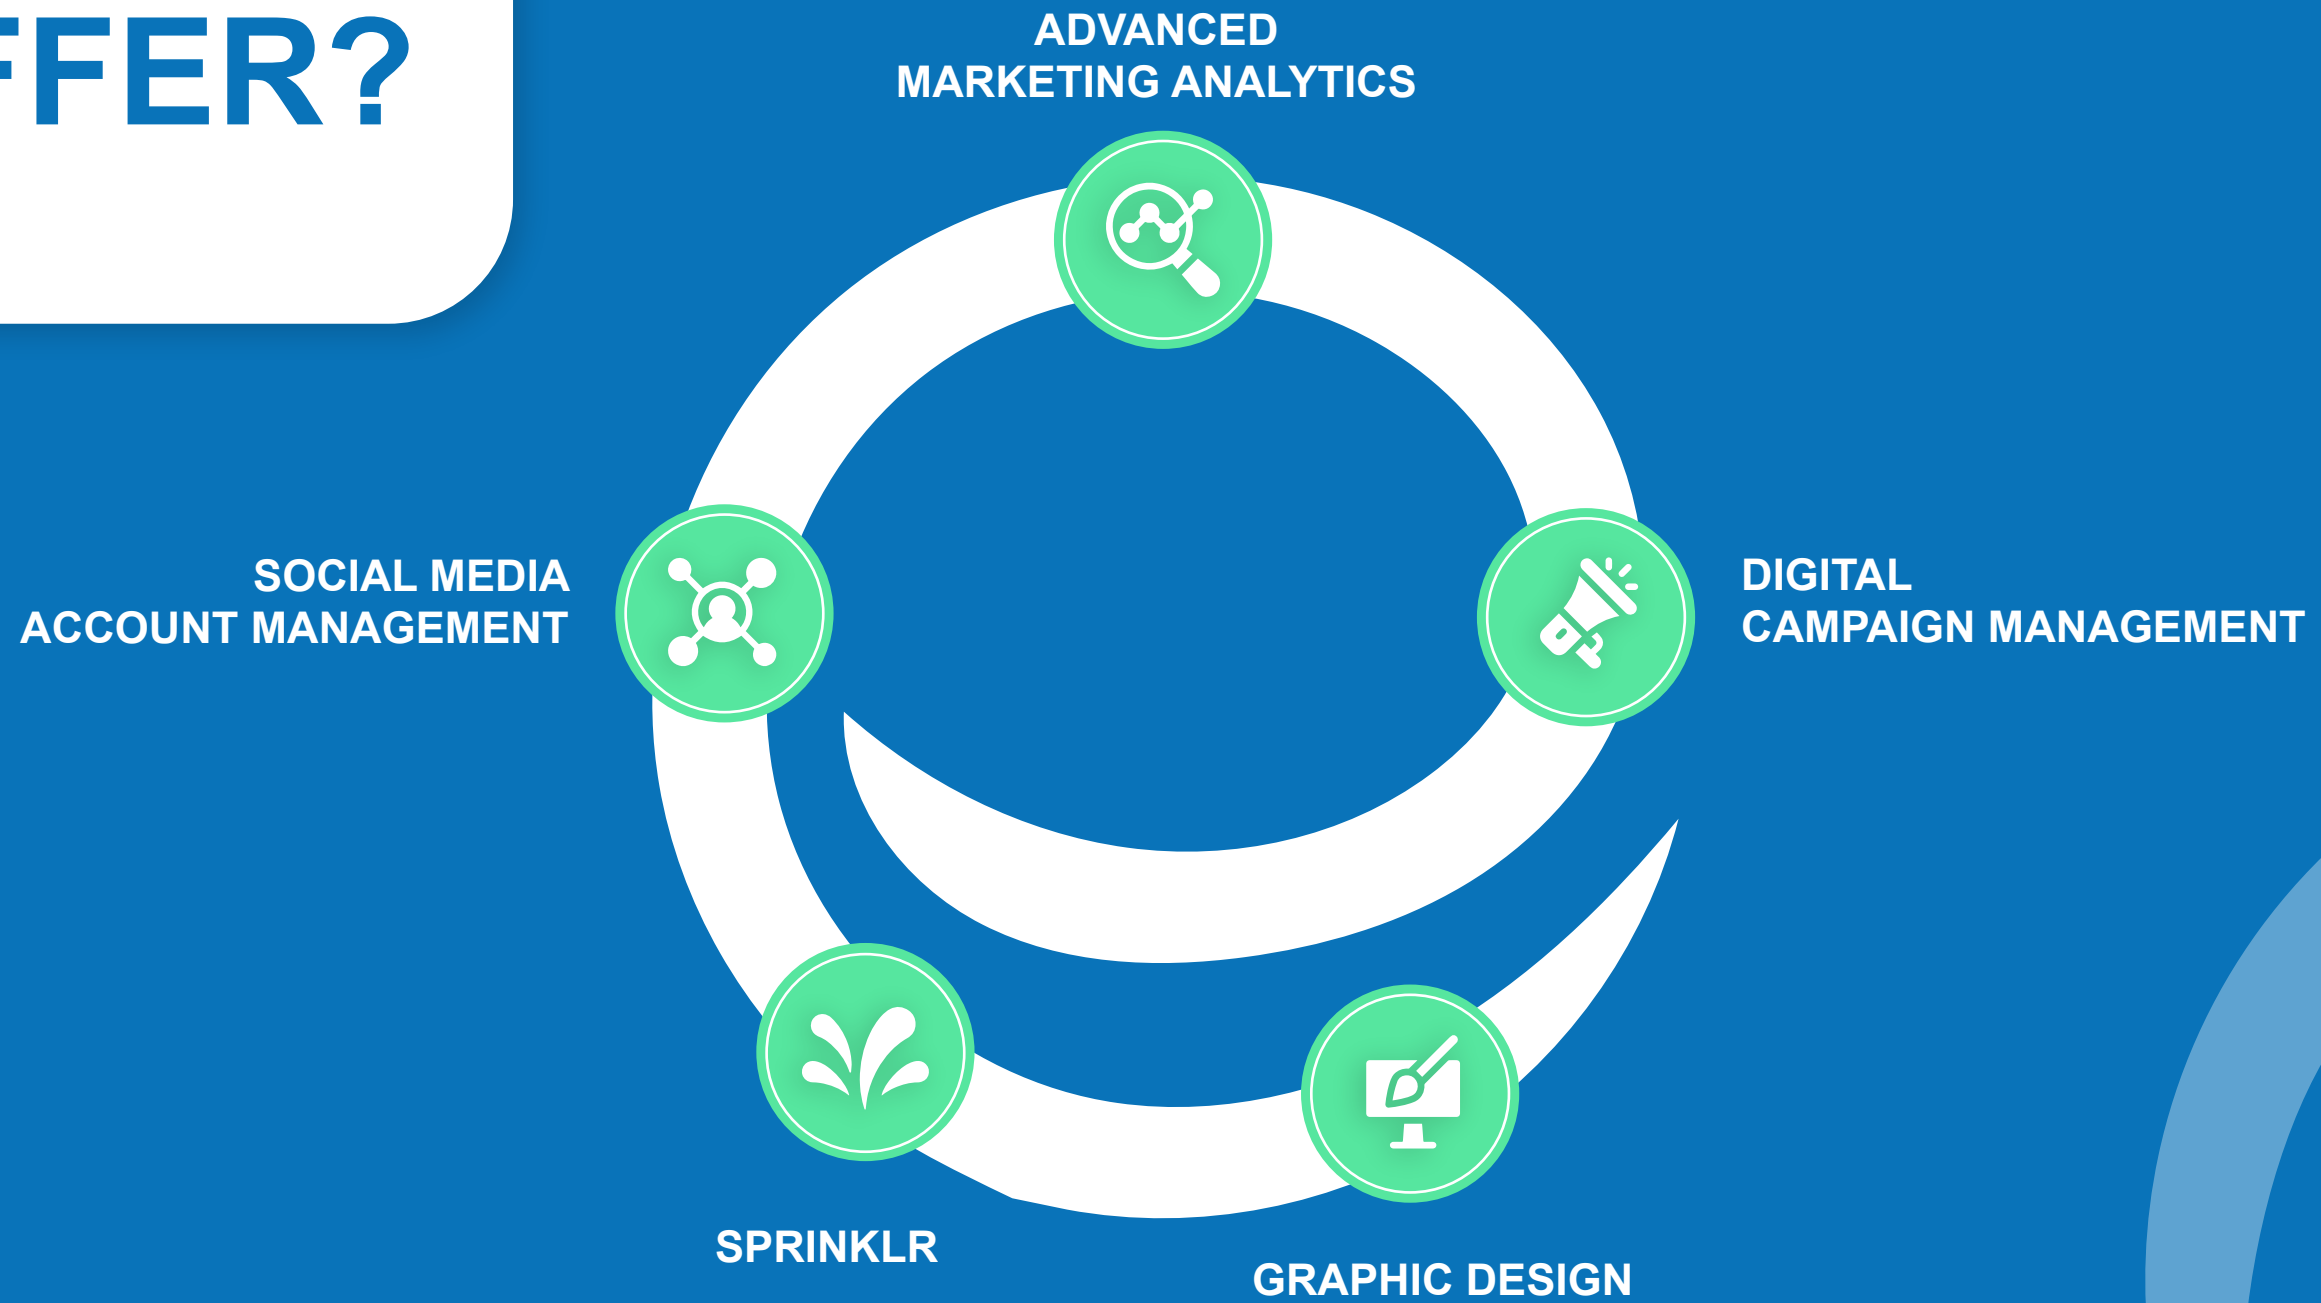 FFER?
ADVANCED
MARKETING ANALYTICS
SOCIAL MEDIA
ACCOUNT MANAGEMENT
DIGITAL
CAMPAIGN MANAGEMENT
SPRINKLR
GRAPHIC DESIGN